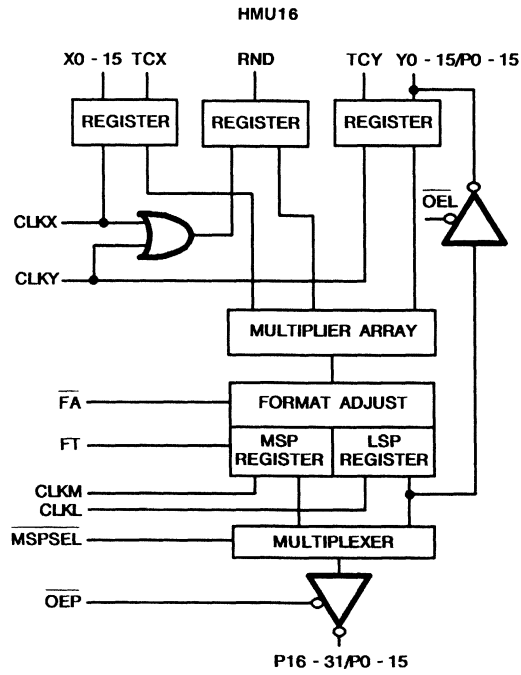 HMU16
X0 - 15 TCX RND TCY Y0 - 15/P0 - 15
REGISTER REGISTER REGISTER
OEL
CLKX
CLKY
MULTIPLIER ARRAY
FA FORMAT ADJUST
FT MSP REGISTER LSP REGISTER
CLKM
CLKL
MSPSEL MULTIPLEXER
OEP
P16 - 31/P0 - 15